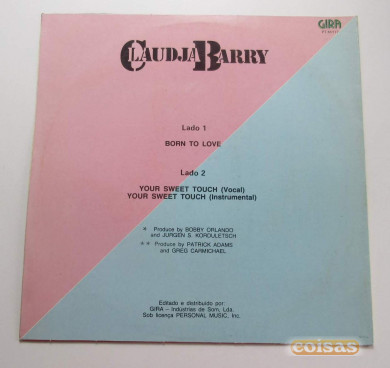 GIRA
CLAUDJA BARRY
Lado 1
BORN TO LOVE
Lado 2
YOUR SWEET TOUCH (Vocal)
YOUR SWEET TOUCH (Instrumental)
* Produce by BOBBY ORLANDO
and JURGEN S. KORDULETSCH
** Produce by PATRICK ADAMS
and GREG CARMICHAEL
Editado e distribuido por:
GIRA — Indústrias de Som, Lda.
Sob licença PERSONAL MUSIC, Inc.
coisas